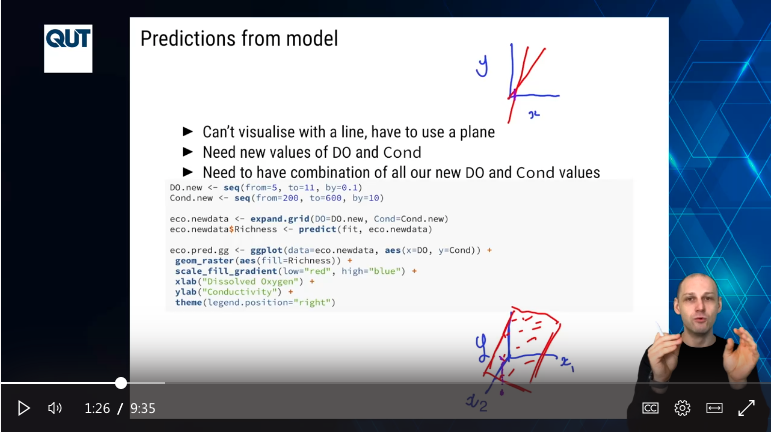 QUT
Predictions from model
y
x
► Can't visualise with a line, have to use a plane
► Need new values of DO and Cond
► Need to have combination of all our new DO and Cond values
DO.new <- seq(from=5, to=11, by=0.1)
Cond.new <- seq(from=200, to=600, by=10)
eco.newdata <- expand.grid(DO=DO.new, Cond=Cond.new)
eco.newdata$Richness <- predict(fit, eco.newdata)
eco.pred.gg <- ggplot(data=eco.newdata, aes(x=DO, y=Cond)) +
geom_raster(aes(fill=Richness)) +
scale_fill_gradient(low="red", high="blue") +
xlab("Dissolved Oxygen") +
ylab("Conductivity") +
theme(legend.position="right")
y
x1
x2
1:26 / 9:35
CC